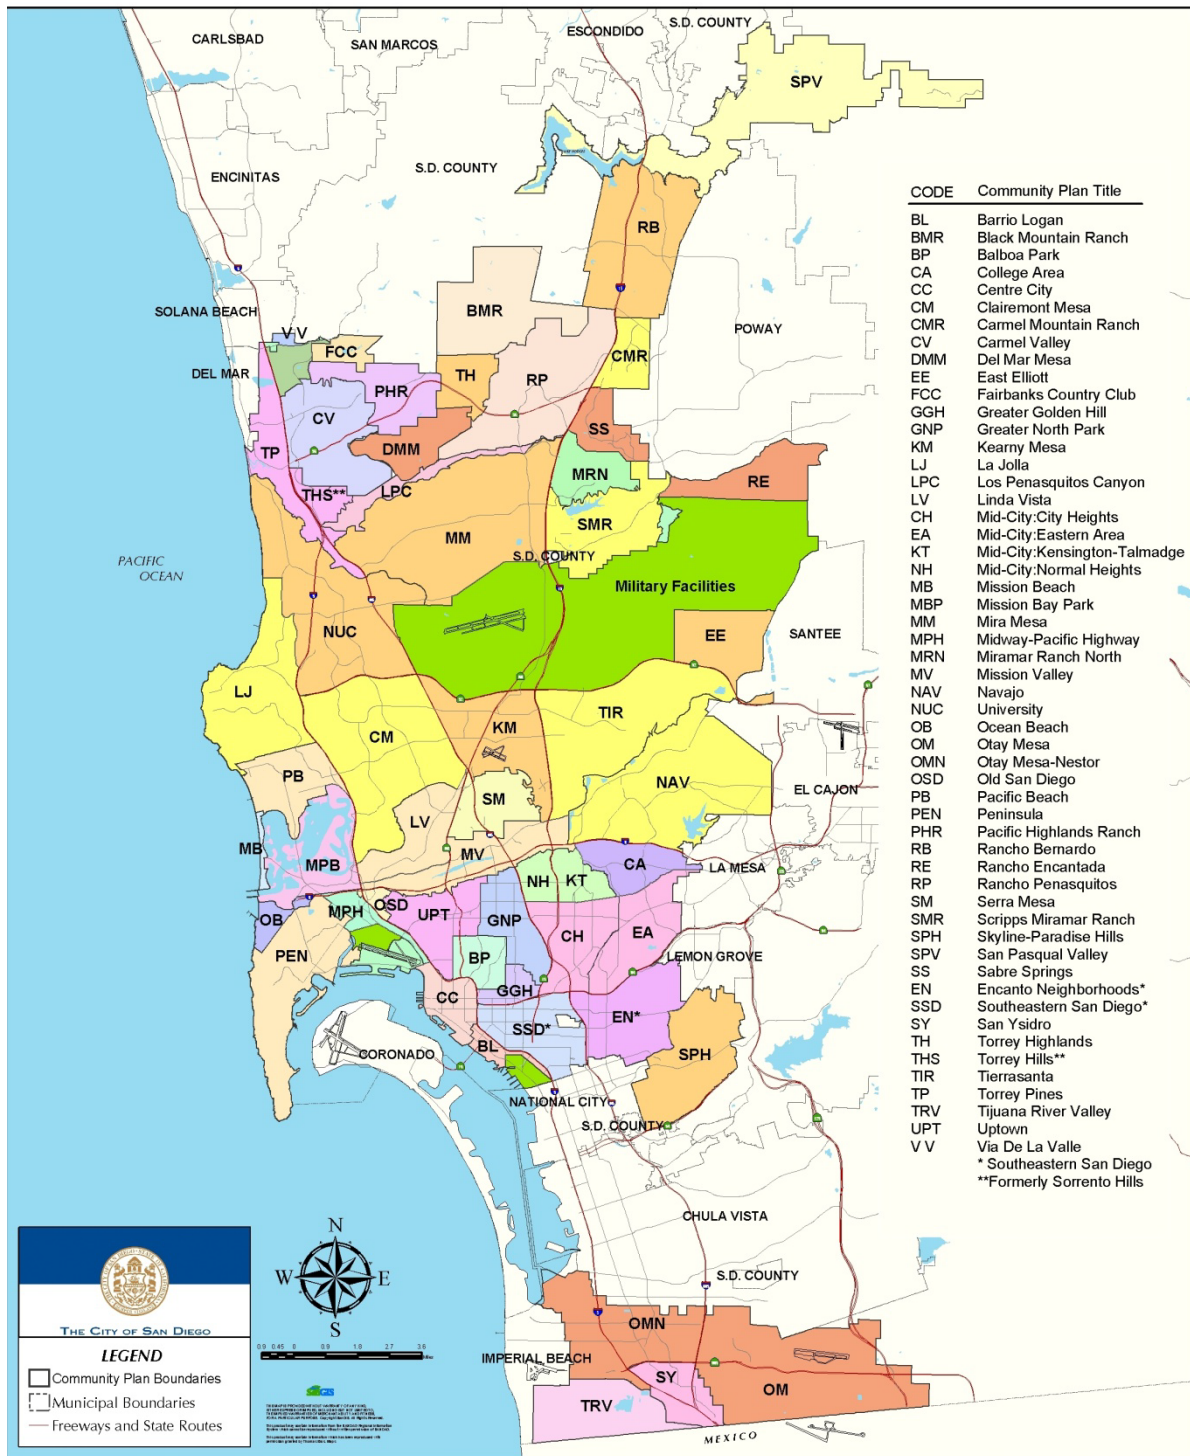 S.D. COUNTY
ESCONDIDO
CARLSBAD
SAN MARCOS
SPV
S.D. COUNTY
ENCINITAS
RB
SOLANA BEACH
BMR
POWAY
V V
FCC
CMR
DEL MAR
PHR
TH
RP
CV
SS
TP
DMM
MRN
RE
THS**
LPC
SMR
MM
S.D. COUNTY
PACIFIC
OCEAN
Military Facilities
NUC
EE
SANTEE
LJ
TIR
KM
CM
PB
NAV
EL CAJON
SM
LV
MB
MPB
MV
CA
LA MESA
NH
KT
OSD
MPH
OB
UPT
GNP
CH
EA
PEN
BP
LEMON GROVE
GGH
CC
EN*
SSD*
BL
CORONADO
SPH
NATIONAL CITY
S.D. COUNTY
CHULA VISTA
S.D. COUNTY
OMN
IMPERIAL BEACH
SY
OM
TRV
MEXICO
CODE Community Plan Title
BL Barrio Logan
BMR Black Mountain Ranch
BP Balboa Park
CA College Area
CC Centre City
CM Clairemont Mesa
CMR Carmel Mountain Ranch
CV Carmel Valley
DMM Del Mar Mesa
EE East Elliott
FCC Fairbanks Country Club
GGH Greater Golden Hill
GNP Greater North Park
KM Kearny Mesa
LJ La Jolla
LPC Los Penasquitos Canyon
LV Linda Vista
CH Mid-City:City Heights
EA Mid-City:Eastern Area
KT Mid-City:Kensington-Talmadge
NH Mid-City:Normal Heights
MB Mission Beach
MBP Mission Bay Park
MM Mira Mesa
MPH Midway-Pacific Highway
MRN Miramar Ranch North
MV Mission Valley
NAV Navajo
NUC University
OB Ocean Beach
OM Otay Mesa
OMN Otay Mesa-Nestor
OSD Old San Diego
PB Pacific Beach
PEN Peninsula
PHR Pacific Highlands Ranch
RB Rancho Bernardo
RE Rancho Encantada
RP Rancho Penasquitos
SM Serra Mesa
SMR Scripps Miramar Ranch
SPH Skyline-Paradise Hills
SPV San Pasqual Valley
SS Sabre Springs
EN Encanto Neighborhoods*
SSD Southeastern San Diego*
SY San Ysidro
TH Torrey Highlands
THS Torrey Hills**
TIR Tierrasanta
TP Torrey Pines
TRV Tijuana River Valley
UPT Uptown
V V Via De La Valle
* Southeastern San Diego
**Formerly Sorrento Hills
THE CITY OF SAN DIEGO
LEGEND
Community Plan Boundaries
Municipal Boundaries
Freeways and State Routes
N
W E
S
0.9 0.45 0 0.9 1.8 2.7 3.6